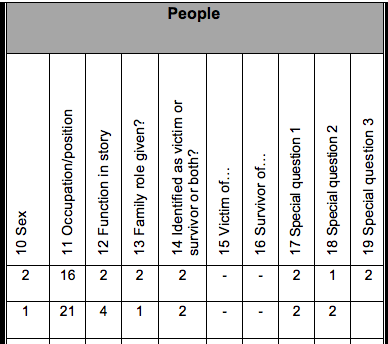 People
10 Sex
11 Occupation/position
12 Function in story
13 Family role given?
14 Identified as victim or
survivor or both?
15 Victim of...
16 Survivor of...
17 Special question 1
18 Special question 2
19 Special question 3
2 16 2 2 2 - - 2 1 2
1 21 4 1 2 - - 2 2